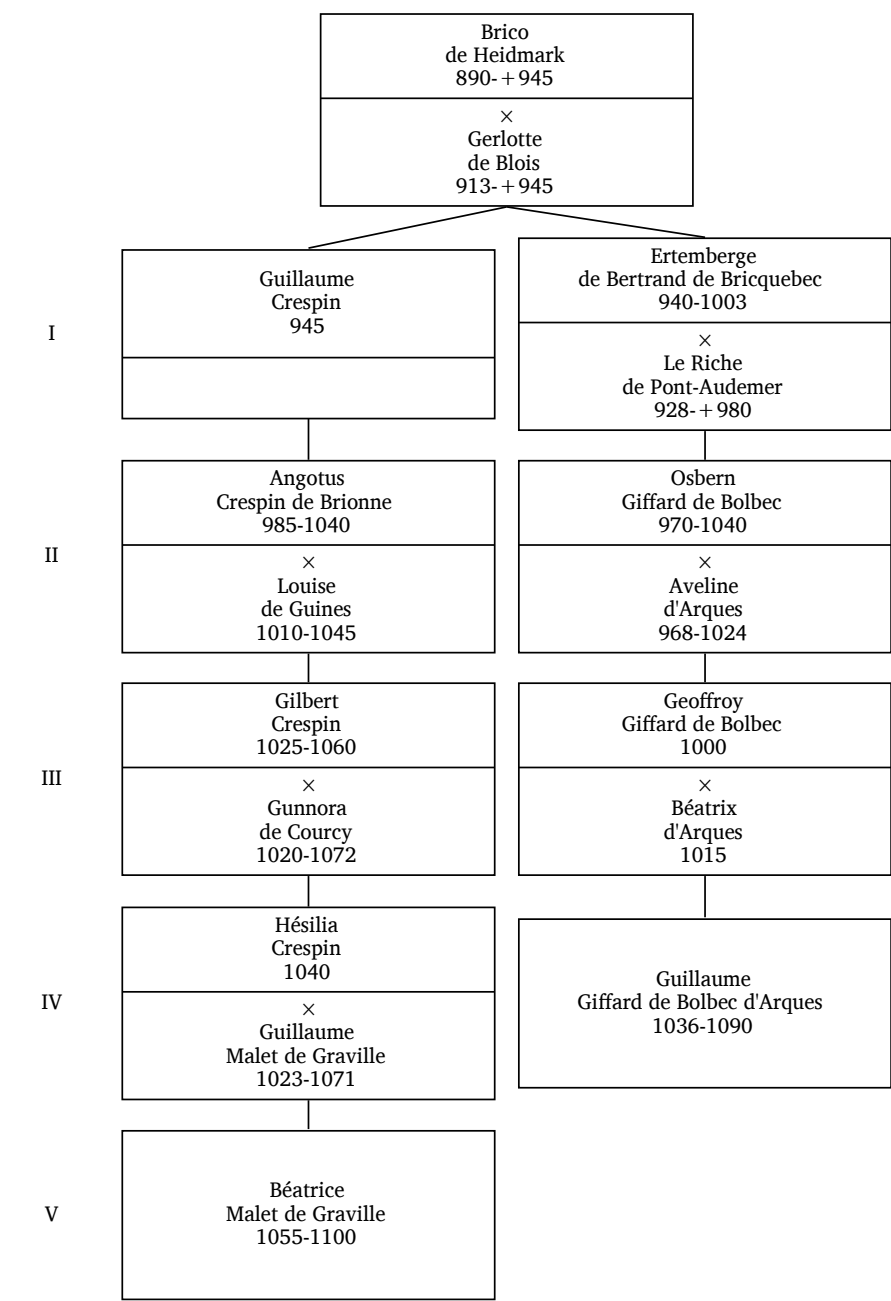 Brico
de Heidmark
890-+945
×
Gerlotte
de Blois
913-+945
I
Guillaume
Crespin
945
Ertemberge
de Bertrand de Bricquebec
940-1003
×
Le Riche
de Pont-Audemer
928-+980
II
Angotus
Crespin de Brionne
985-1040
×
Louise
de Guines
1010-1045
Osbern
Giffard de Bolbec
970-1040
×
Aveline
d'Arques
968-1024
III
Gilbert
Crespin
1025-1060
×
Gunnora
de Courcy
1020-1072
Geoffroy
Giffard de Bolbec
1000
×
Béatrix
d'Arques
1015
IV
Hésilia
Crespin
1040
×
Guillaume
Malet de Graville
1023-1071
Guillaume
Giffard de Bolbec d'Arques
1036-1090
V
Béatrice
Malet de Graville
1055-1100